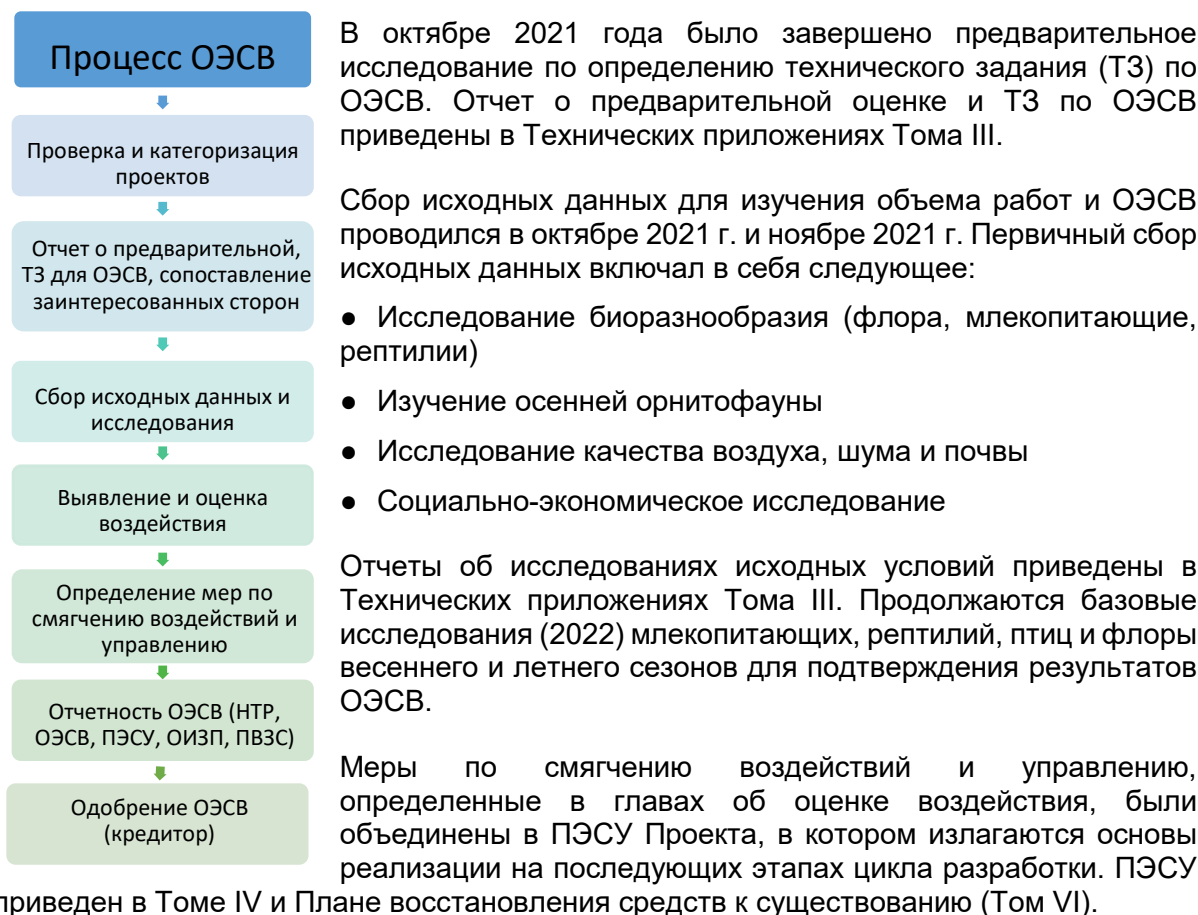 Процесс ОЭСВ
Проверка и категоризация
проектов
Отчет о предварительной,
ТЗ для ОЭСВ, сопоставление
заинтересованных сторон
Сбор исходных данных и
исследования
Выявление и оценка
воздействия
Определение мер по
смягчению воздействий и
управлению
Отчетность ОЭСВ (НТР,
ОЭСВ, ПЭСУ, ОИЗП, ПВЗС)
Одобрение ОЭСВ
(кредитор)
В октябре 2021 года было завершено предварительное
исследование по определению технического задания (ТЗ) по
ОЭСВ. Отчет о предварительной оценке и ТЗ по ОЭСВ
приведены в Технических приложениях Тома III.
Сбор исходных данных для изучения объема работ и ОЭСВ
проводился в октябре 2021 г. и ноябре 2021 г. Первичный сбор
исходных данных включал в себя следующее:
● Исследование биоразнообразия (флора, млекопитающие,
рептилии)
● Изучение осенней орнитофауны
● Исследование качества воздуха, шума и почвы
● Социально-экономическое исследование
Отчеты об исследованиях исходных условий приведены в
Технических приложениях Тома III. Продолжаются базовые
исследования (2022) млекопитающих, рептилий, птиц и флоры
весеннего и летнего сезонов для подтверждения результатов
ОЭСВ.
Меры по смягчению воздействий и управлению,
определенные в главах об оценке воздействия, были
объединены в ПЭСУ Проекта, в котором излагаются основы
реализации на последующих этапах цикла разработки. ПЭСУ
приведен в Томе IV и Плане восстановления средств к существованию (Том VI).